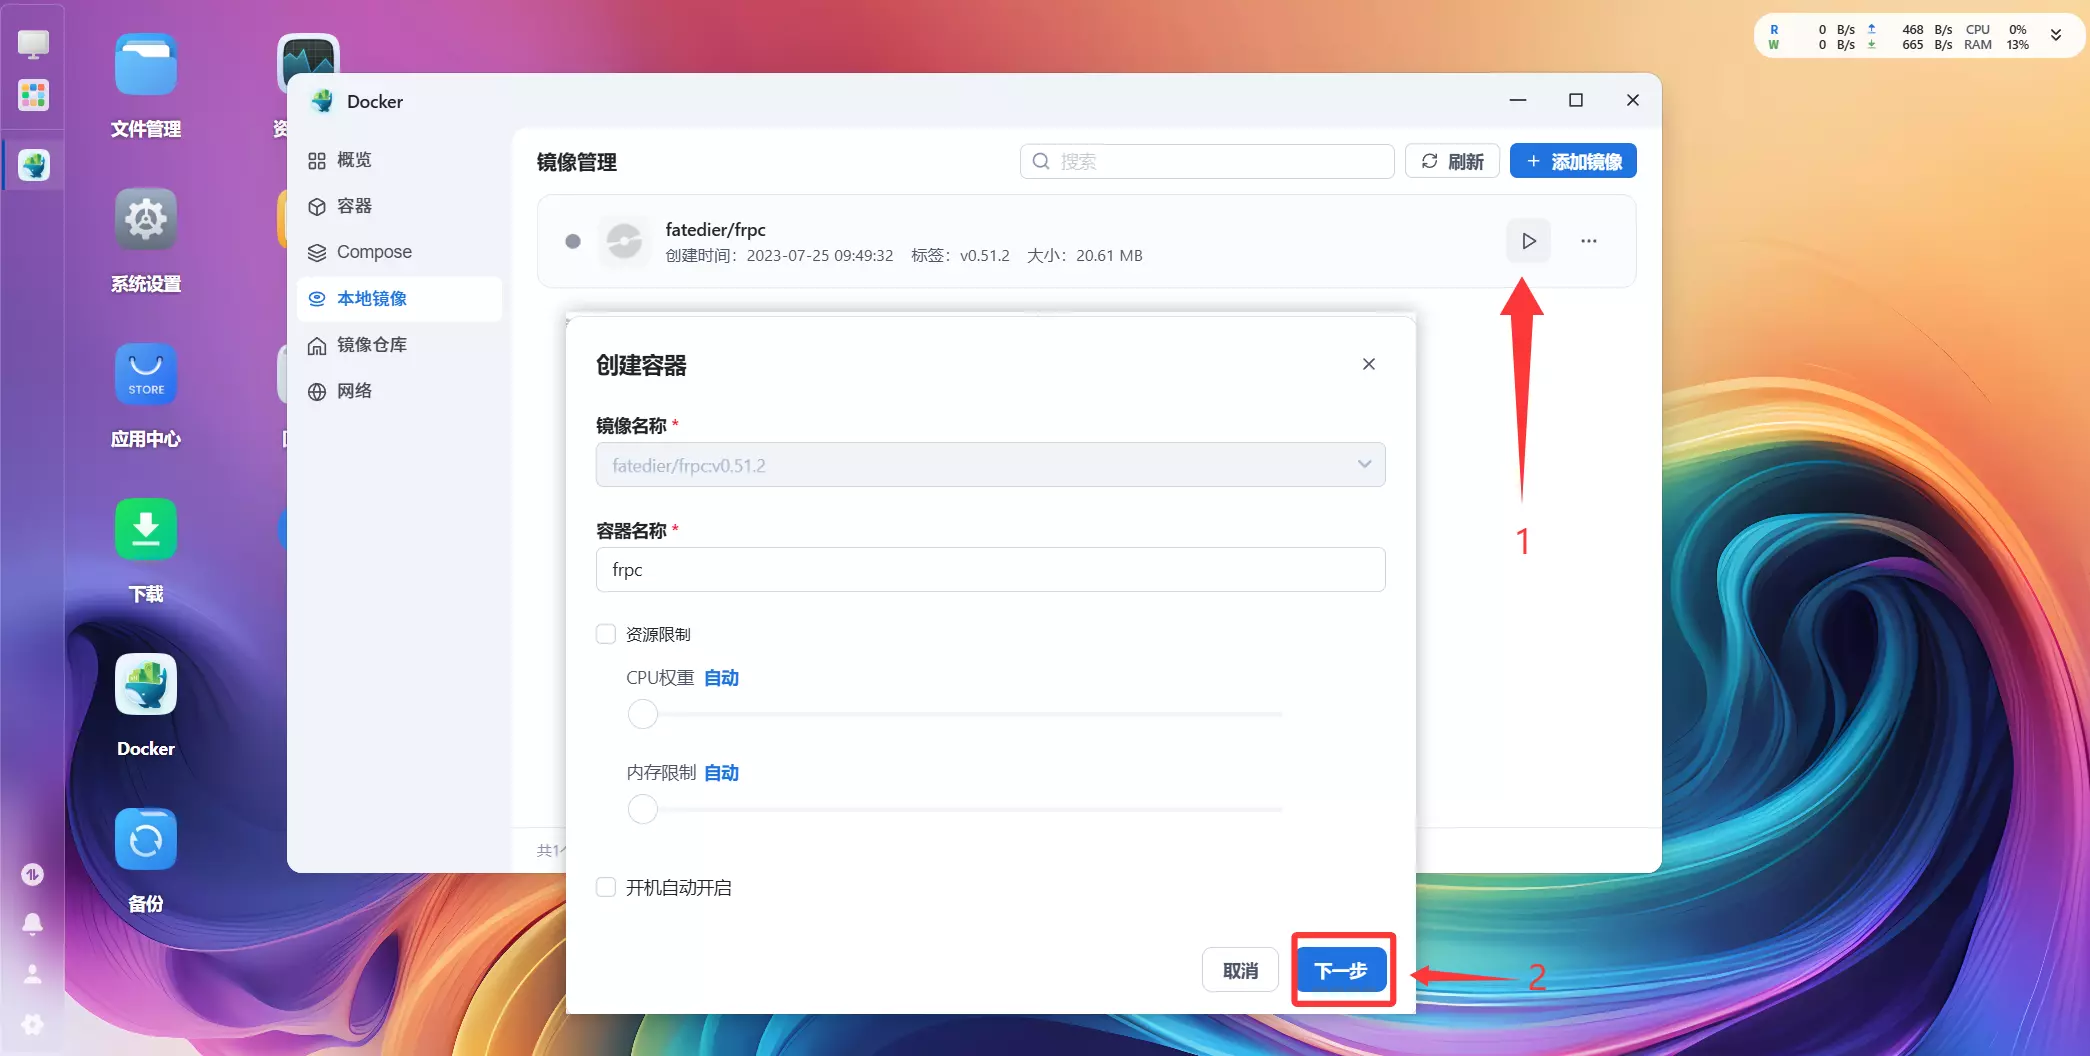 R 0 B/s 468 B/s CPU 0%
W 0 B/s 665 B/s RAM 13%
文件管理
资
系统设置
STORE
应用中心
下载
Docker
备份
Docker
概览
容器
Compose
本地镜像
镜像仓库
网络
镜像管理
搜索
刷新
添加镜像
fatedier/frpc
创建时间：2023-07-25 09:49:32 标签：v0.51.2 大小：20.61 MB
1
创建容器
镜像名称 *
fatedier/frpc:v0.51.2
容器名称 *
frpc
资源限制
CPU权重 自动
内存限制 自动
共1个
开机自动开启
取消
下一步
2